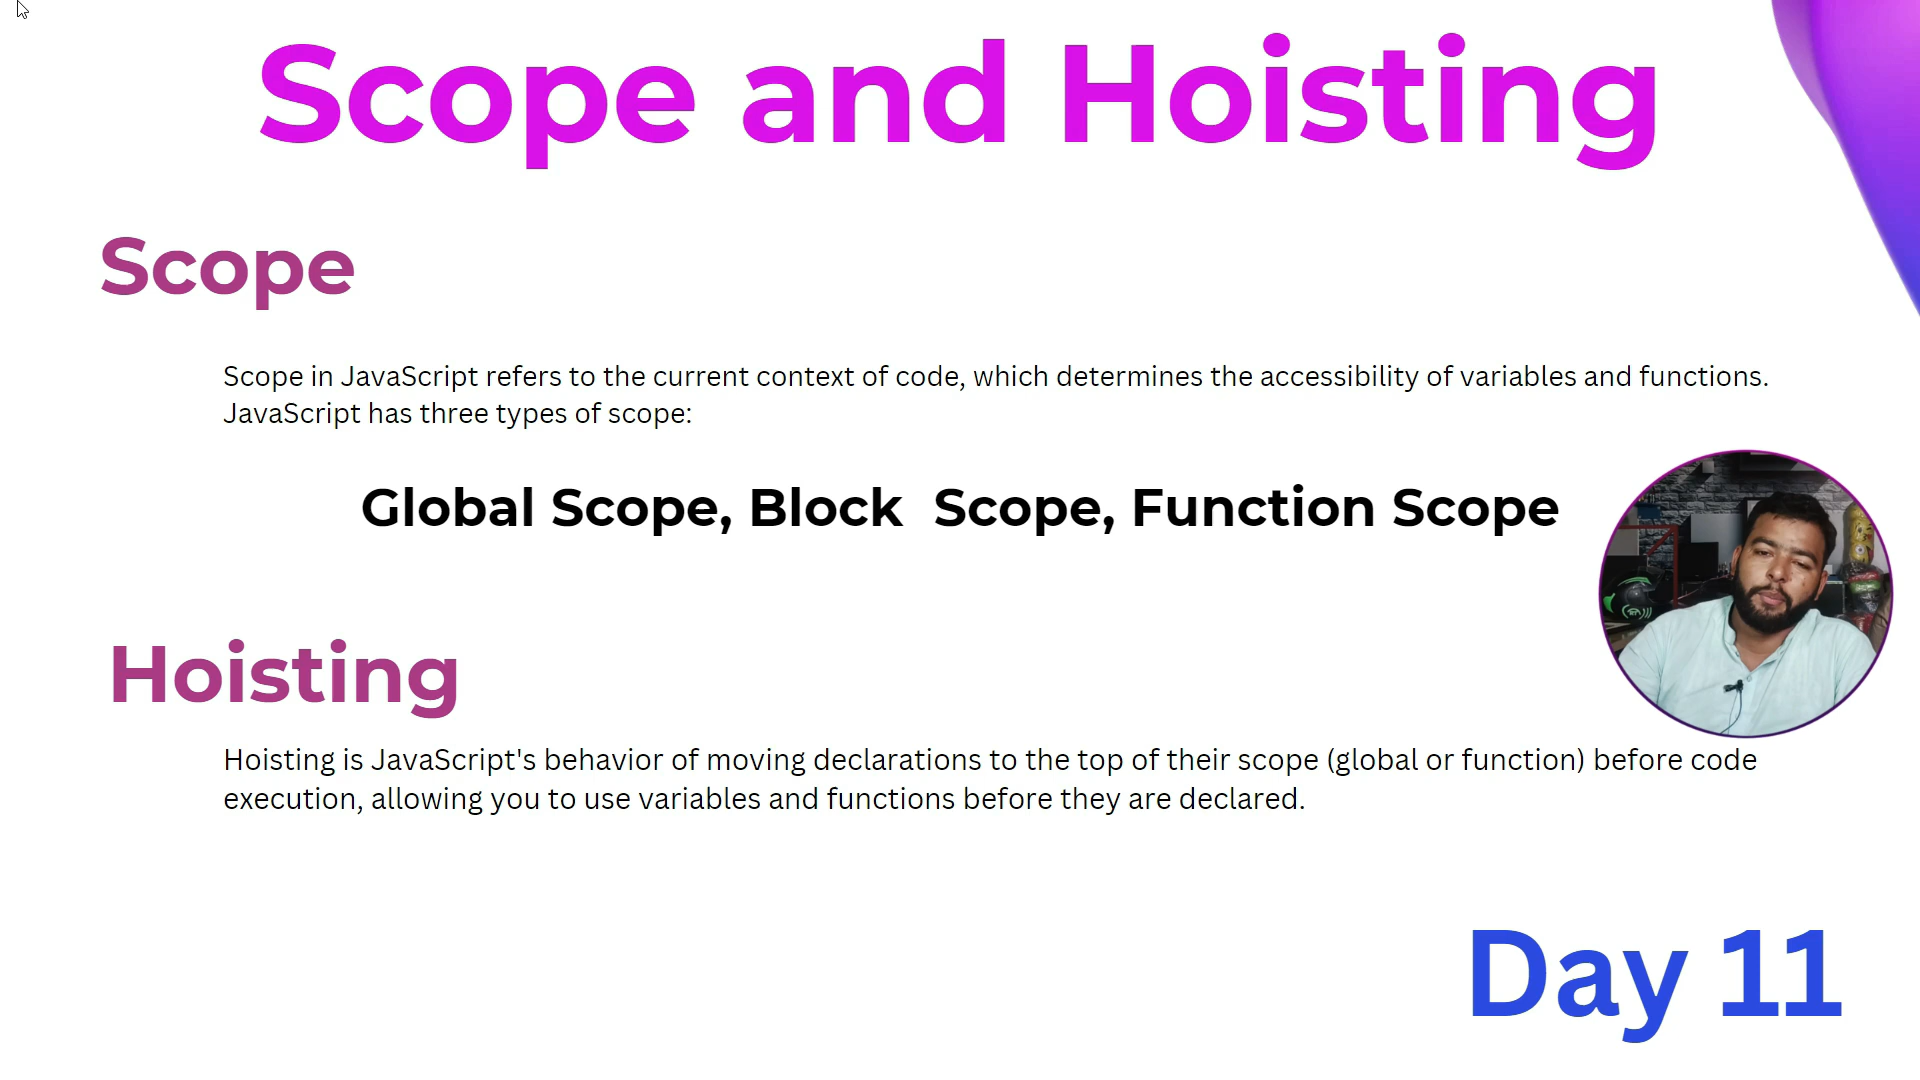 Scope and Hoisting
Scope
Scope in JavaScript refers to the current context of code, which determines the accessibility of variables and functions.
JavaScript has three types of scope:
Global Scope, Block  Scope, Function Scope
Hoisting
Hoisting is JavaScript's behavior of moving declarations to the top of their scope (global or function) before code
execution, allowing you to use variables and functions before they are declared.
Day 11